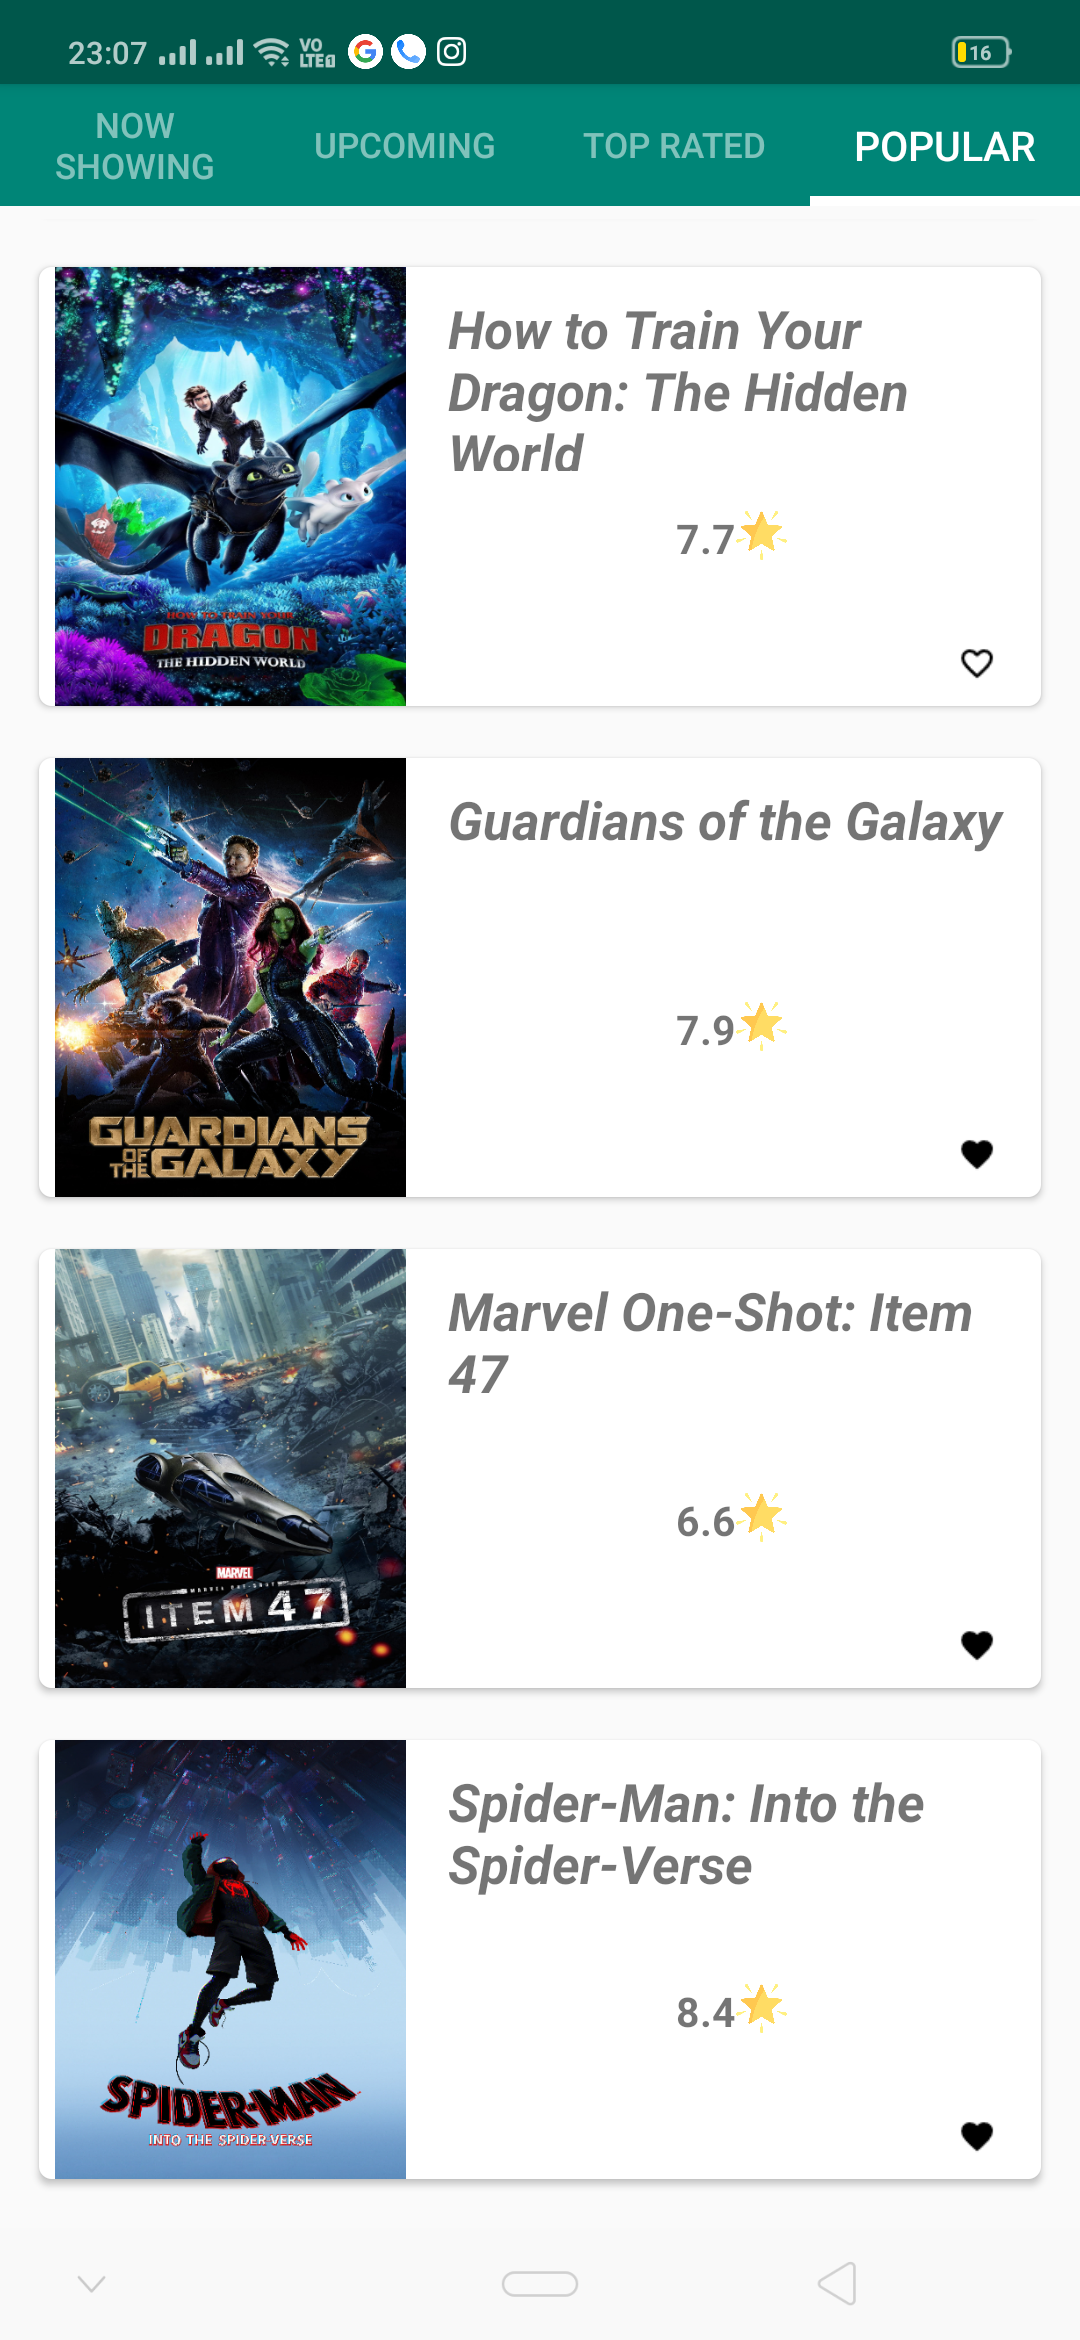 23:07 VO LTE 16
NOW
SHOWING
UPCOMING
TOP RATED
POPULAR
HOW TO TRAIN YOUR
DRAGON
THE HIDDEN WORLD
How to Train Your
Dragon: The Hidden
World
7.7
GUARDIANS
OF THE GALAXY
Guardians of the Galaxy
7.9
MARVEL
MARVEL ONE-SHOT
ITEM 47
Marvel One-Shot: Item
47
6.6
SPIDER-MAN
INTO THE SPIDER-VERSE
Spider-Man: Into the
Spider-Verse
8.4